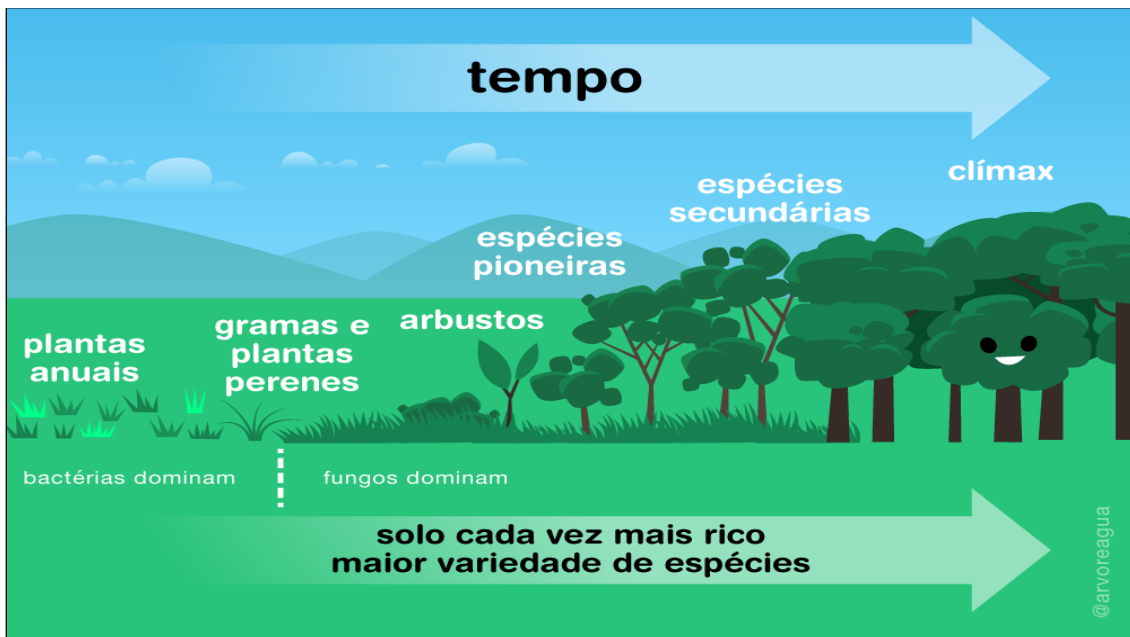 tempo
clímax
espécies
secundárias
espécies
pioneiras
arbustos
gramas e
plantas
perenes
plantas
anuais
bactérias dominam
fungos dominam
solo cada vez mais rico
maior variedade de espécies
@arvoreagua